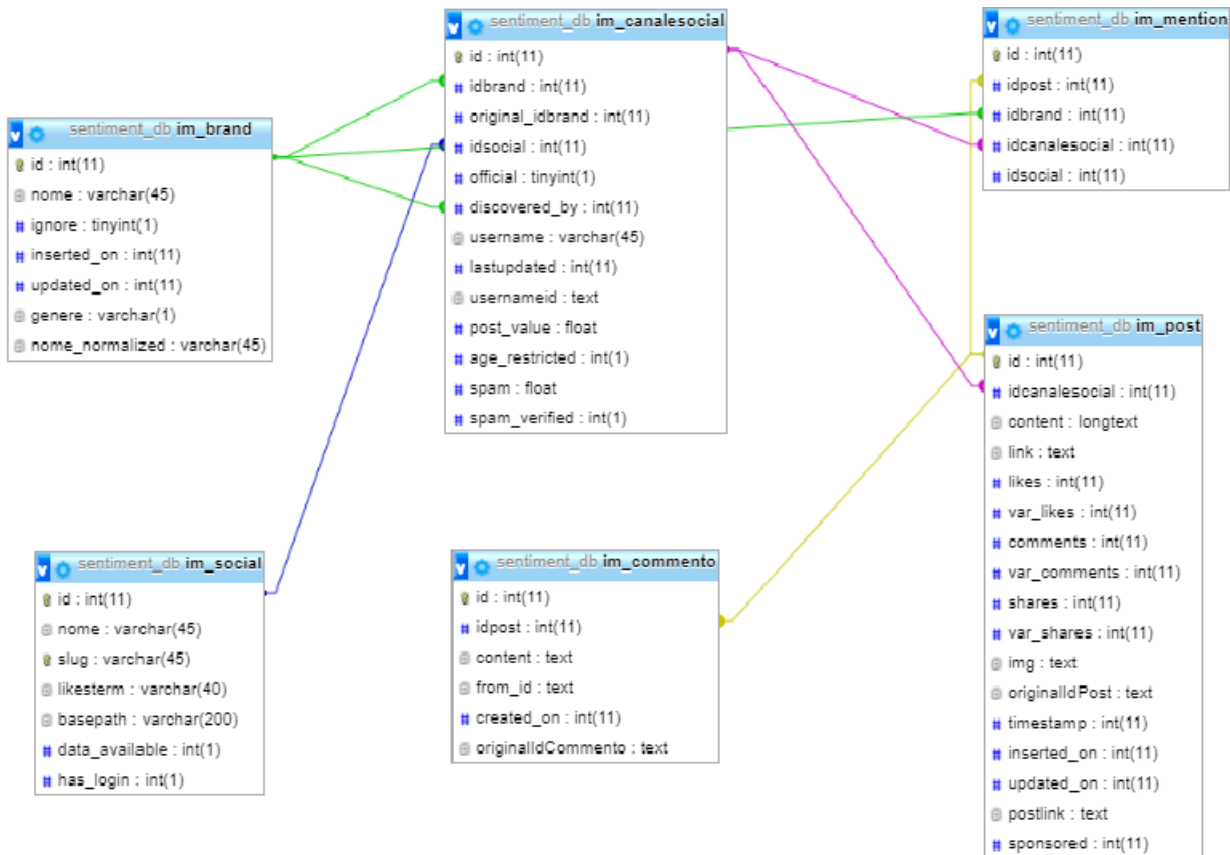 sentiment_db im_brand
id : int(11)
nome : varchar(45)
ignore : tinyint(1)
inserted_on : int(11)
updated_on : int(11)
genere : varchar(1)
nome_normalized : varchar(45)
sentiment_db im_canalesocial
id : int(11)
idbrand : int(11)
original_idbrand : int(11)
idsocial : int(11)
official : tinyint(1)
discovered_by : int(11)
username : varchar(45)
lastupdated : int(11)
usernameid : text
post_value : float
age_restricted : int(1)
spam : float
spam_verified : int(1)
sentiment_db im_mention
id : int(11)
idpost : int(11)
idbrand : int(11)
idcanalesocial : int(11)
idsocial : int(11)
sentiment_db im_social
id : int(11)
nome : varchar(45)
slug : varchar(45)
likesterm : varchar(40)
basepath : varchar(200)
data_available : int(1)
has_login : int(1)
sentiment_db im_commento
id : int(11)
idpost : int(11)
content : text
from_id : text
created_on : int(11)
originalIdCommento : text
sentiment_db im_post
id : int(11)
idcanalesocial : int(11)
content : longtext
link : text
likes : int(11)
var_likes : int(11)
comments : int(11)
var_comments : int(11)
shares : int(11)
var_shares : int(11)
img : text
originalIdPost : text
timestamp : int(11)
inserted_on : int(11)
updated_on : int(11)
postlink : text
sponsored : int(11)